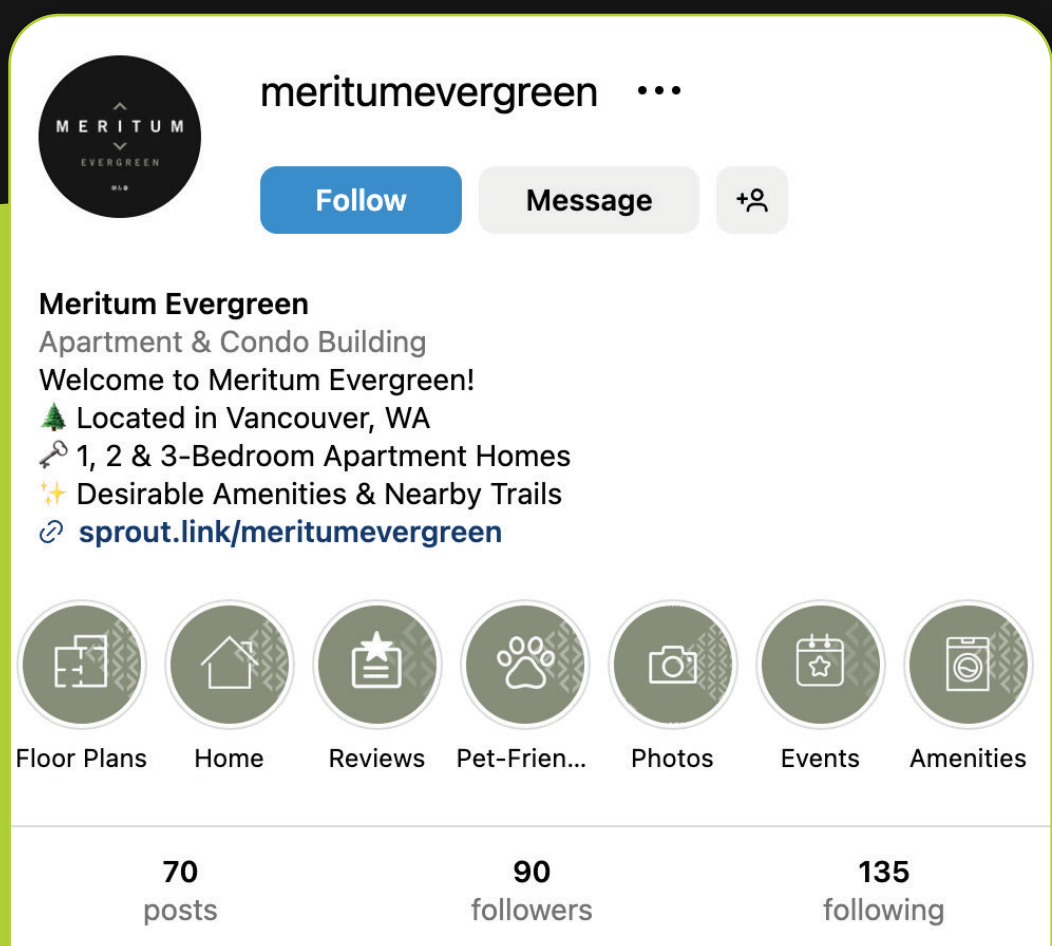 MERITUM
EVERGREEN
meritumevergreen
Follow
Message
Meritum Evergreen
Apartment & Condo Building
Welcome to Meritum Evergreen!
🌲 Located in Vancouver, WA
🗝️ 1, 2 & 3-Bedroom Apartment Homes
✨ Desirable Amenities & Nearby Trails
sprout.link/meritumevergreen
Floor Plans Home Reviews Pet-Frien... Photos Events Amenities
70 90 135
posts followers following